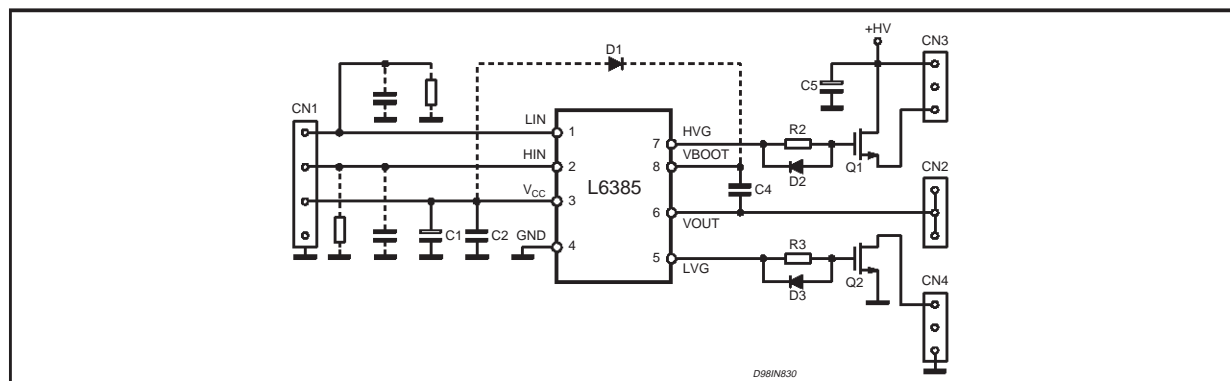 +HV
CN3
D1
C5
CN1
LIN
1
HVG
7
R2
HIN
2
VBOOT
8
D2
Q1
CN2
L6385
VCC
3
C4
C1
C2
GND
4
6
VOUT
5
LVG
R3
D3
Q2
CN4
D98IN830